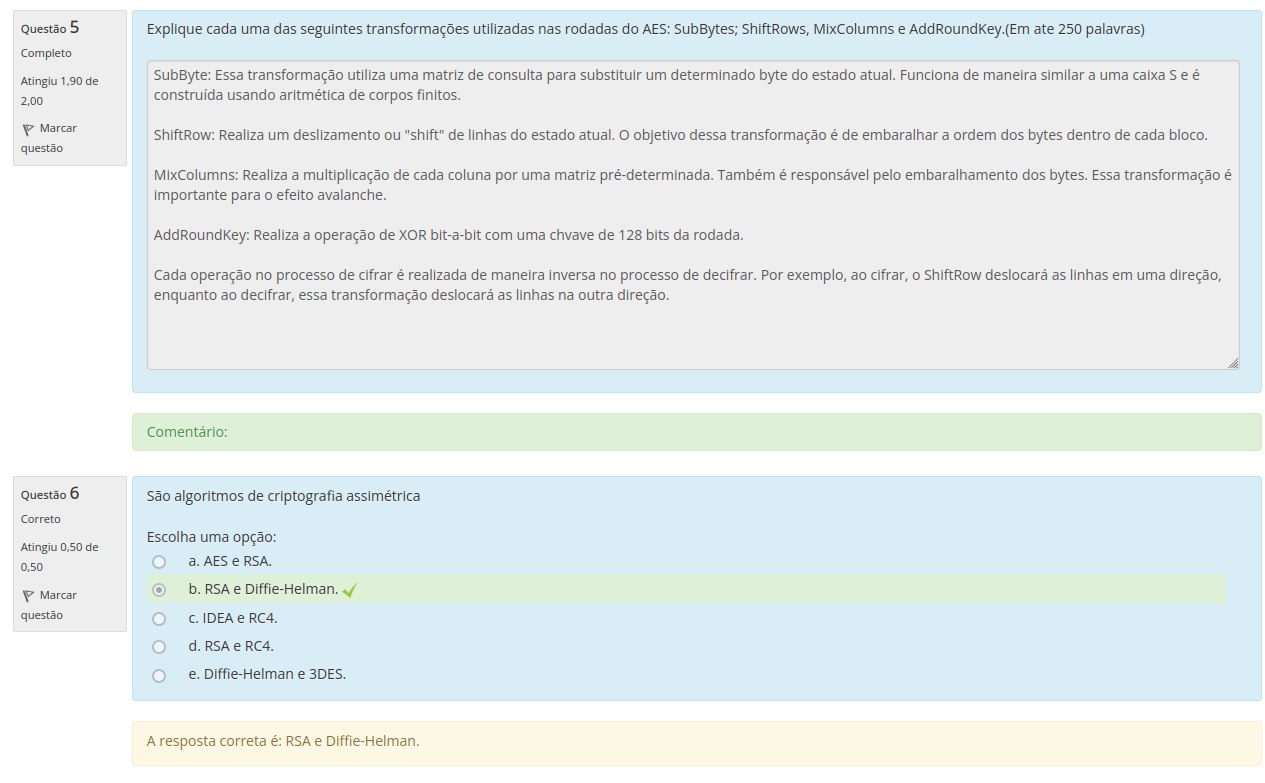 Questão 5
Completo
Atingiu 1,90 de
2,00
Marcar
questão
Explique cada uma das seguintes transformações utilizadas nas rodadas do AES: SubBytes; ShiftRows, MixColumns e AddRoundKey.(Em ate 250 palavras)
SubByte: Essa transformação utiliza uma matriz de consulta para substituir um determinado byte do estado atual. Funciona de maneira similar a uma caixa S e é
construída usando aritmética de corpos finitos.
ShiftRow: Realiza um deslizamento ou "shift" de linhas do estado atual. O objetivo dessa transformação é de embaralhar a ordem dos bytes dentro de cada bloco.
MixColumns: Realiza a multiplicação de cada coluna por uma matriz pré-determinada. Também é responsável pelo embaralhamento dos bytes. Essa transformação é
importante para o efeito avalanche.
AddRoundKey: Realiza a operação de XOR bit-a-bit com uma chvave de 128 bits da rodada.
Cada operação no processo de cifrar é realizada de maneira inversa no processo de decifrar. Por exemplo, ao cifrar, o ShiftRow deslocará as linhas em uma direção,
enquanto ao decifrar, essa transformação deslocará as linhas na outra direção.
Comentário:
Questão 6
Correto
Atingiu 0,50 de
0,50
Marcar
questão
São algoritmos de criptografia assimétrica
Escolha uma opção:
a. AES e RSA.
b. RSA e Diffie-Helman.
c. IDEA e RC4.
d. RSA e RC4.
e. Diffie-Helman e 3DES.
A resposta correta é: RSA e Diffie-Helman.